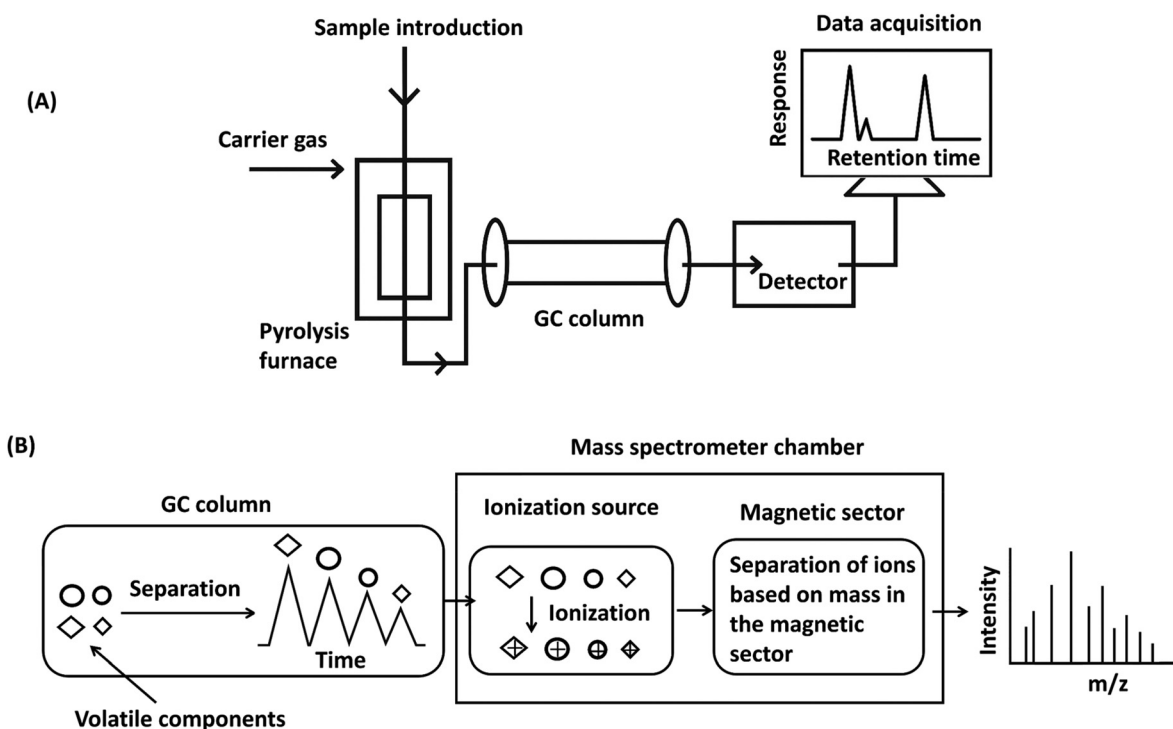 Sample introduction
Data acquisition
(A)
Carrier gas
Response
Retention time
Pyrolysis
furnace
GC column
Detector
(B)
Mass spectrometer chamber
GC column
Ionization source
Magnetic sector
Separation
Time
Volatile components
Ionization
Separation of ions
based on mass in
the magnetic
sector
Intensity
m/z